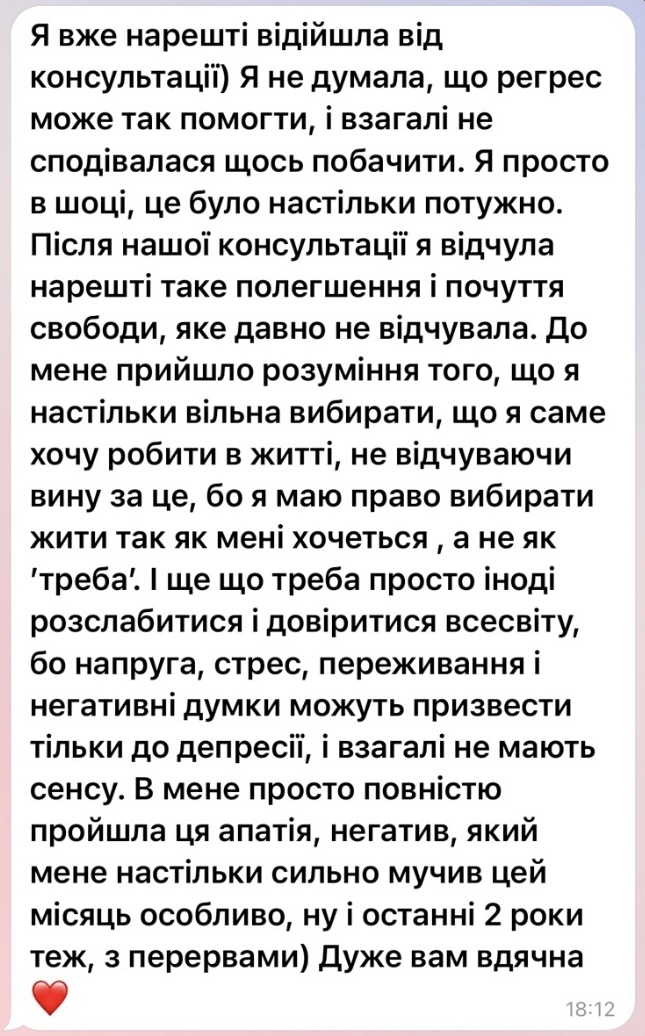 Я вже нарешті відійшла від
консультації) Я не думала, що регрес
може так помогти, і взагалі не
сподівалася щось побачити. Я просто
в шоці, це було настільки потужно.
Після нашої консультації я відчула
нарешті таке полегшення і почуття
свободи, яке давно не відчувала. До
мене прийшло розуміння того, що я
настільки вільна вибирати, що я саме
хочу робити в житті, не відчуваючи
вину за це, бо я маю право вибирати
жити так як мені хочеться , а не як
'треба'. І ще що треба просто іноді
розслабитися і довіритися всесвіту,
бо напруга, стрес, переживання і
негативні думки можуть призвести
тільки до депресії, і взагалі не мають
сенсу. В мене просто повністю
пройшла ця апатія, негатив, який
мене настільки сильно мучив цей
місяць особливо, ну і останні 2 роки
теж, з перервами) Дуже вам вдячна
❤️
18:12